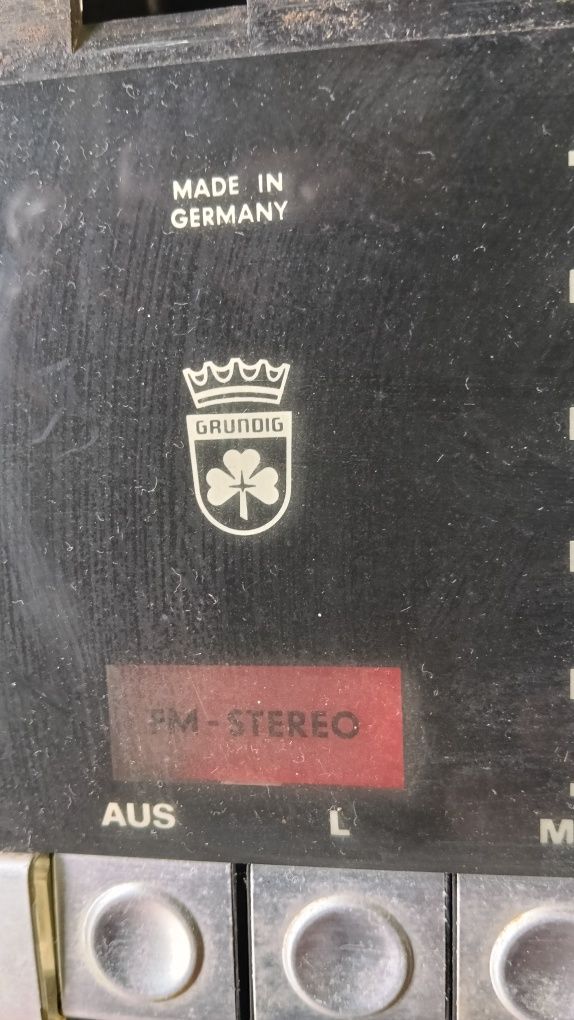 MADE IN
GERMANY
GRUNDIG
FM-STEREO
AUS L M